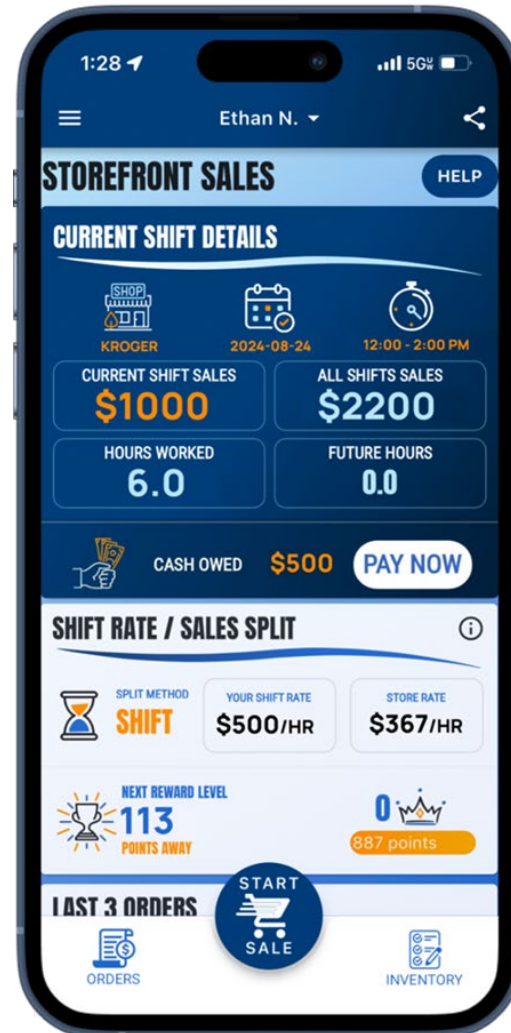 1:28 5GW
Ethan N.
STOREFRONT SALES HELP
CURRENT SHIFT DETAILS
SHOP
KROGER 2024-08-24 12:00 - 2:00 PM
CURRENT SHIFT SALES ALL SHIFTS SALES
$1000 $2200
HOURS WORKED FUTURE HOURS
6.0 0.0
CASH OWED $500 PAY NOW
SHIFT RATE / SALES SPLIT
SPLIT METHOD YOUR SHIFT RATE STORE RATE
SHIFT $500/HR $367/HR
NEXT REWARD LEVEL
113 0
POINTS AWAY 887 points
LAST 3 ORDERS
START
SALE
ORDERS INVENTORY